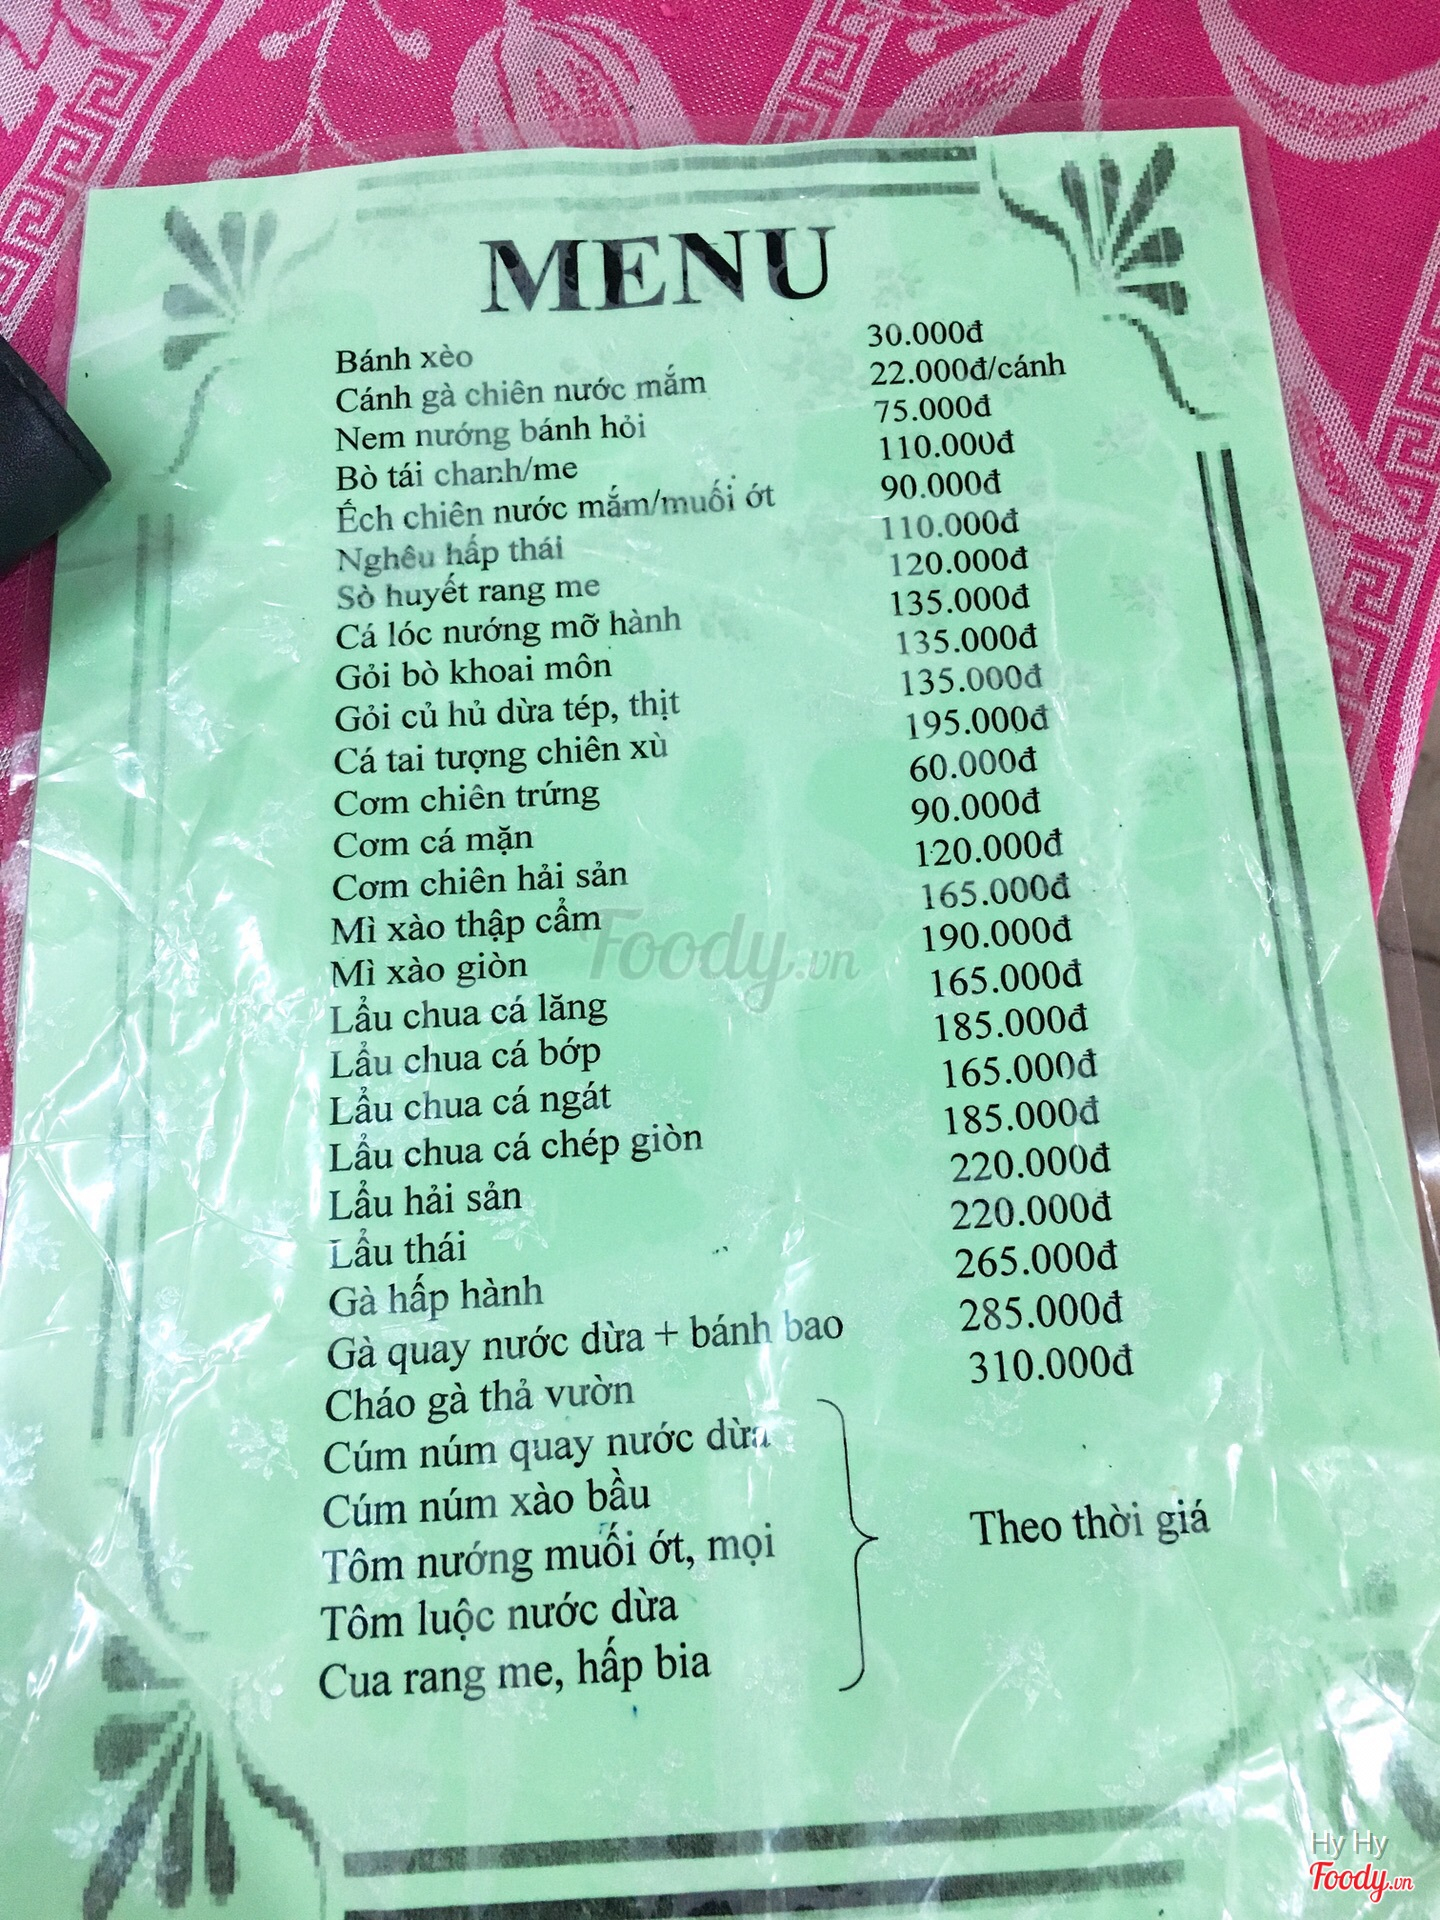 MENU
Bánh xèo 30.000đ
Cánh gà chiên nước mắm 22.000đ/cánh
Nem nướng bánh hỏi 75.000đ
Bò tái chanh/me 110.000đ
Ếch chiên nước mắm/muối ớt 90.000đ
Nghêu hấp thái 110.000đ
Sò huyết rang me 120.000đ
Cá lóc nướng mỡ hành 135.000đ
Gỏi bò khoai môn 135.000đ
Gỏi củ hủ dừa tép, thịt 135.000đ
Cá tai tượng chiên xù 195.000đ
Cơm chiên trứng 60.000đ
Cơm cá mặn 90.000đ
Cơm chiên hải sản 120.000đ
Mì xào thập cẩm 165.000đ
Mì xào giòn 190.000đ
Lẩu chua cá lăng 165.000đ
Lẩu chua cá bớp 185.000đ
Lẩu chua cá ngát 165.000đ
Lẩu chua cá chép giòn 185.000đ
Lẩu hải sản 220.000đ
Lẩu thái 220.000đ
Gà hấp hành 265.000đ
Gà quay nước dừa + bánh bao 285.000đ
Cháo gà thả vườn 310.000đ
Cúm núm quay nước dừa
Cúm núm xào bầu
Tôm nướng muối ớt, mọi
Theo thời giá
Tôm luộc nước dừa
Cua rang me, hấp bia
Foody.vn
Hy Hy
Foody.vn